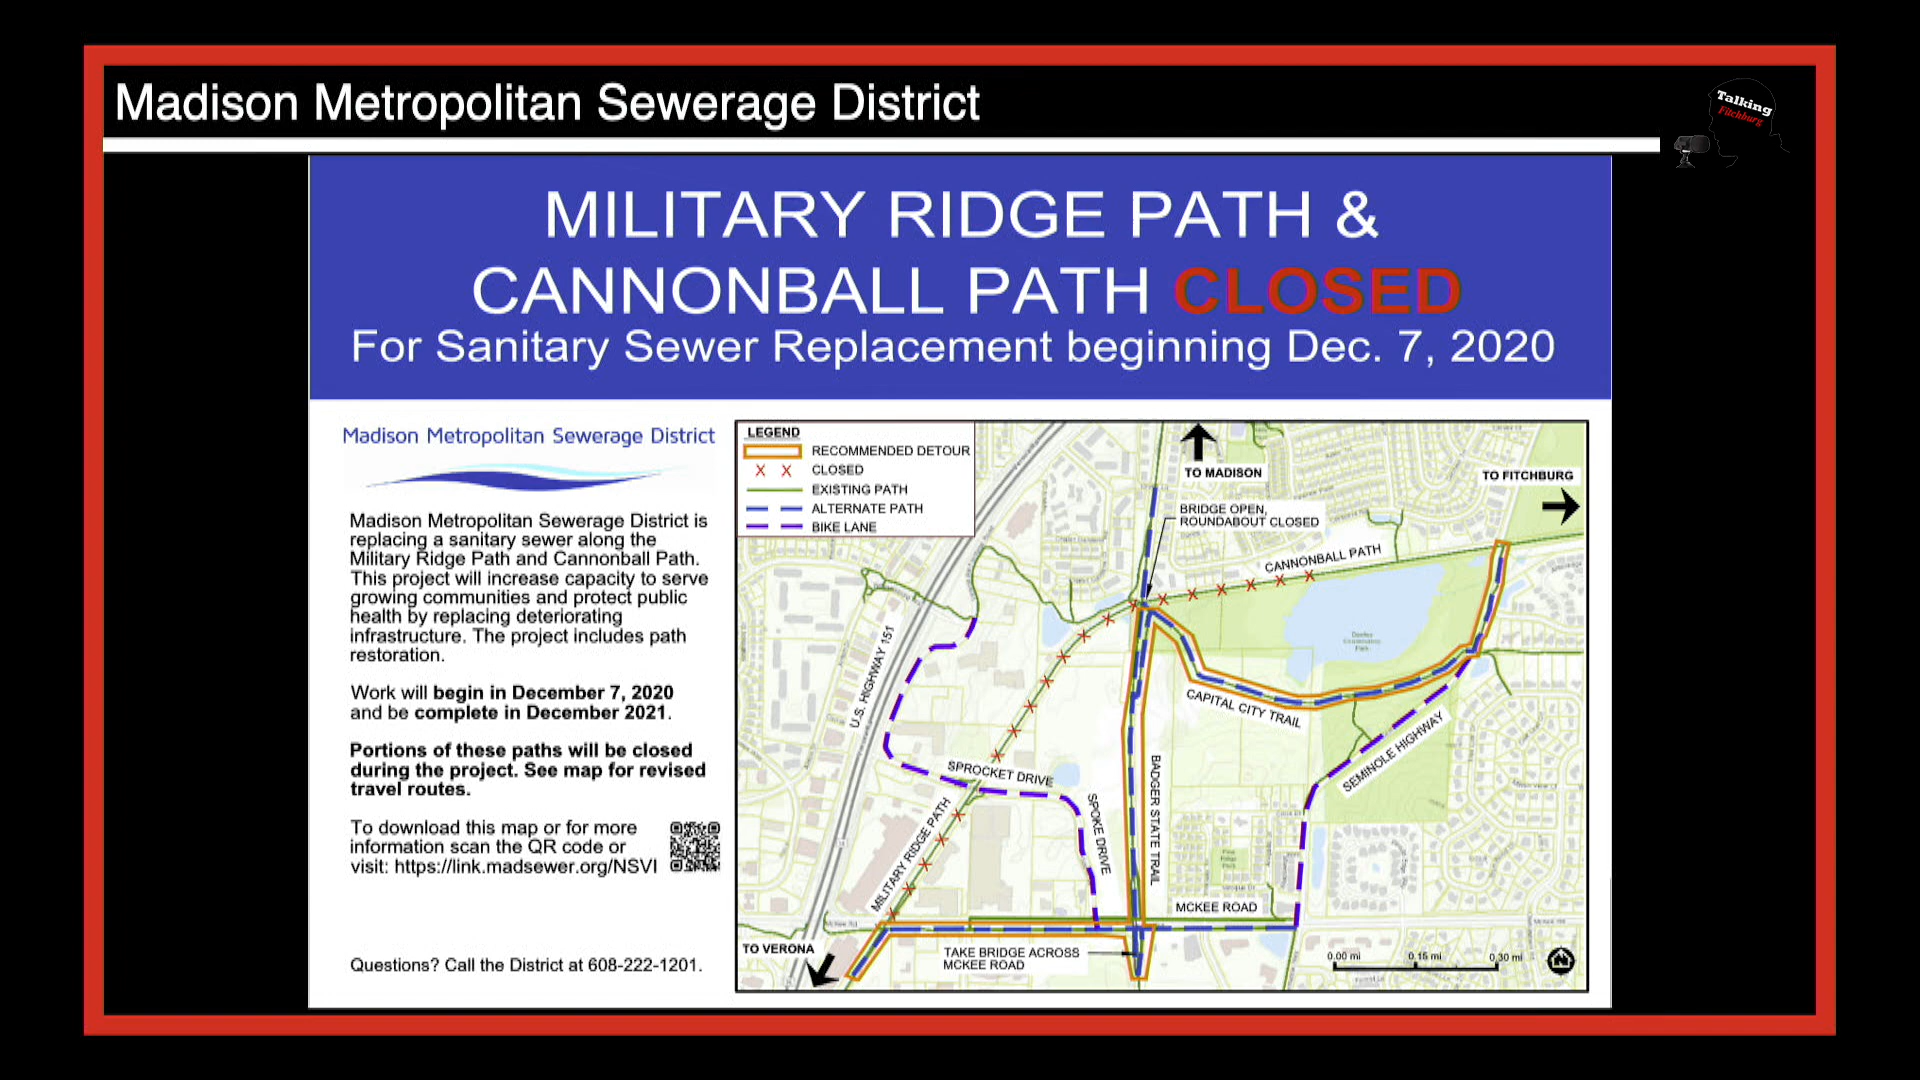 Madison Metropolitan Sewerage District
Talking
Fitchburg
MILITARY RIDGE PATH &
CANNONBALL PATH CLOSED
For Sanitary Sewer Replacement beginning Dec. 7, 2020
Madison Metropolitan Sewerage District
Madison Metropolitan Sewerage District is
replacing a sanitary sewer along the
Military Ridge Path and Cannonball Path.
This project will increase capacity to serve
growing communities and protect public
health by replacing deteriorating
infrastructure. The project includes path
restoration.
Work will begin in December 7, 2020
and be complete in December 2021.
Portions of these paths will be closed
during the project. See map for revised
travel routes.
To download this map or for more
information scan the QR code or
visit: https://link.madsewer.org/NSVI
Questions? Call the District at 608-222-1201.
LEGEND
RECOMMENDED DETOUR
CLOSED
EXISTING PATH
ALTERNATE PATH
BIKE LANE
TO MADISON
TO FITCHBURG
BRIDGE OPEN,
ROUNDABOUT CLOSED
CANNONBALL PATH
U.S. HIGHWAY 151
CAPITAL CITY TRAIL
SEMINOLE HIGHWAY
SPROCKET DRIVE
SPOKE DRIVE
BADGER STATE TRAIL
MILITARY RIDGE PATH
MCKEE ROAD
TO VERONA
TAKE BRIDGE ACROSS
MCKEE ROAD
0.00 mi 0.15 mi 0.30 mi